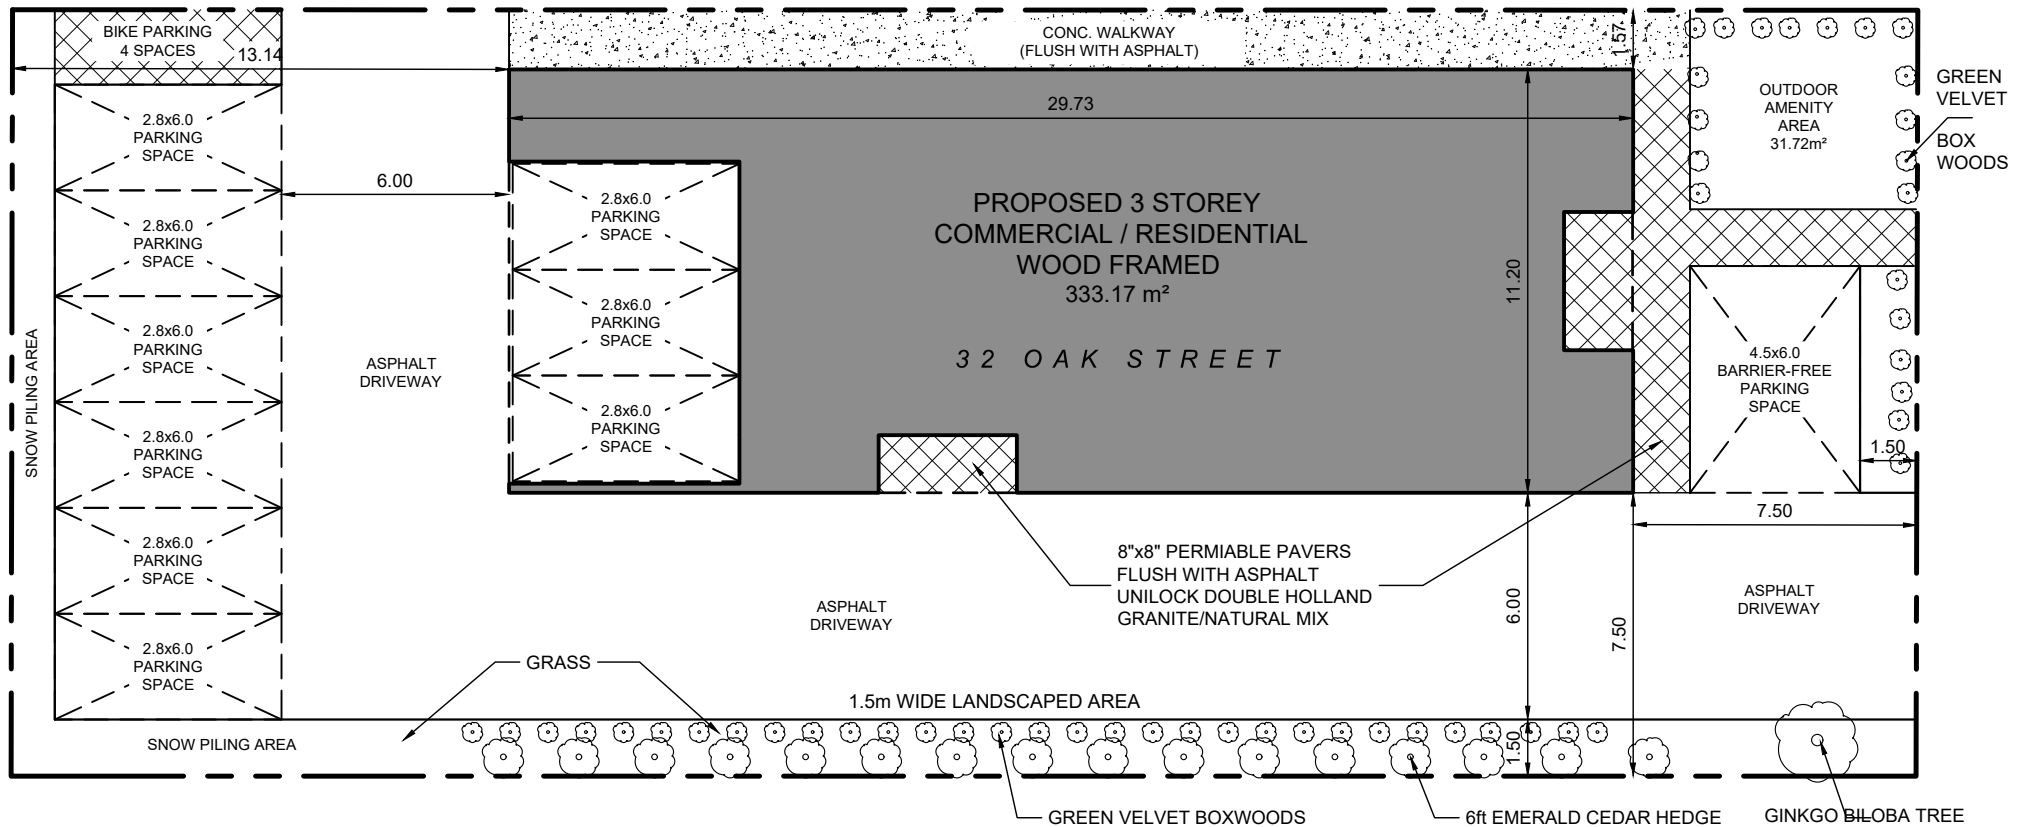 BIKE PARKING
4 SPACES
13.14
CONC. WALKWAY
(FLUSH WITH ASPHALT)
1.57
29.73
OUTDOOR
AMENITY
AREA
31.72m²
GREEN
VELVET
BOX
WOODS
2.8x6.0
PARKING
SPACE
6.00
2.8x6.0
PARKING
SPACE
PROPOSED 3 STOREY
COMMERCIAL / RESIDENTIAL
WOOD FRAMED
333.17 m²
32 OAK STREET
11.20
2.8x6.0
PARKING
SPACE
2.8x6.0
PARKING
SPACE
2.8x6.0
PARKING
SPACE
ASPHALT
DRIVEWAY
SNOW PILING AREA
4.5x6.0
BARRIER-FREE
PARKING
SPACE
2.8x6.0
PARKING
SPACE
2.8x6.0
PARKING
SPACE
1.50
7.50
2.8x6.0
PARKING
SPACE
8"x8" PERMIABLE PAVERS
FLUSH WITH ASPHALT
UNILOCK DOUBLE HOLLAND
GRANITE/NATURAL MIX
ASPHALT
DRIVEWAY
6.00
7.50
ASPHALT
DRIVEWAY
2.8x6.0
PARKING
SPACE
GRASS
1.5m WIDE LANDSCAPED AREA
SNOW PILING AREA
1.50
GREEN VELVET BOXWOODS
6ft EMERALD CEDAR HEDGE
GINKGO BILOBA TREE